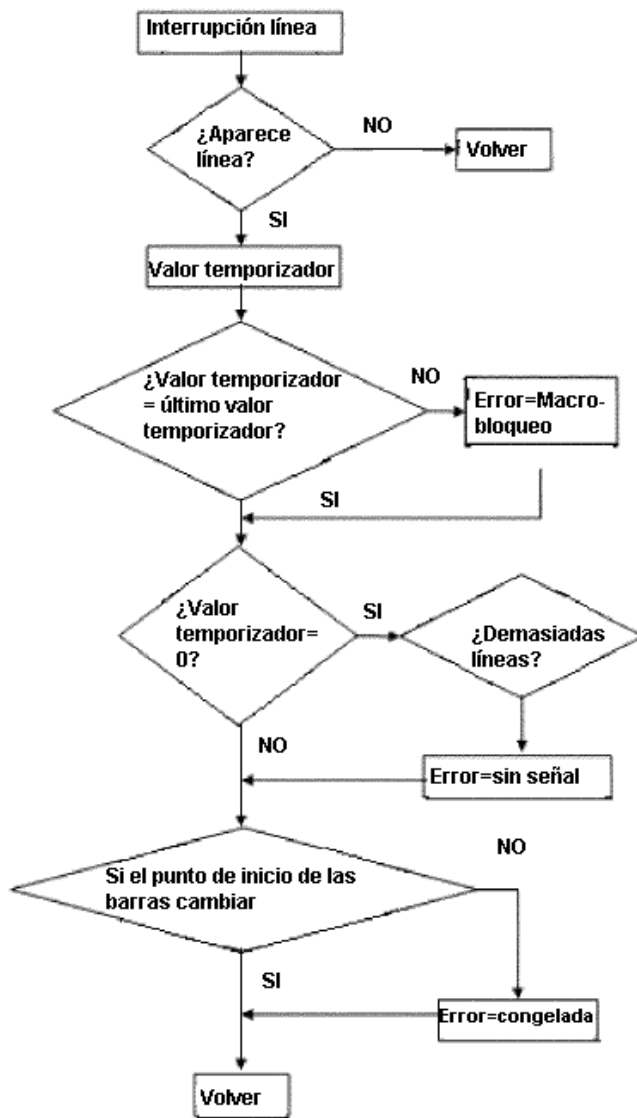 Interrupción línea
¿Aparece
línea?
NO
Volver
SI
Valor temporizador
¿Valor temporizador
= último valor
temporizador?
NO
Error=Macro-
bloqueo
SI
¿Valor
temporizador=
0?
SI
¿Demasiadas
líneas?
NO
Error=sin señal
Si el punto de inicio de las
barras cambiar
NO
SI
Error=congelada
Volver